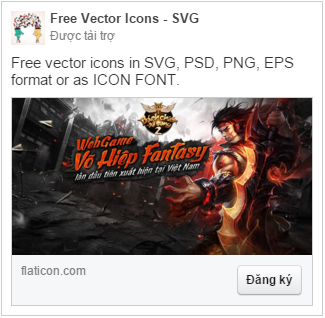 Free Vector Icons - SVG
Được tài trợ
Free vector icons in SVG, PSD, PNG, EPS
format or as ICON FONT.
2
WebGame
Võ Hiệp Fantasy
lần đầu tiên xuất hiện tại Việt Nam
flaticon.com
Đăng ký